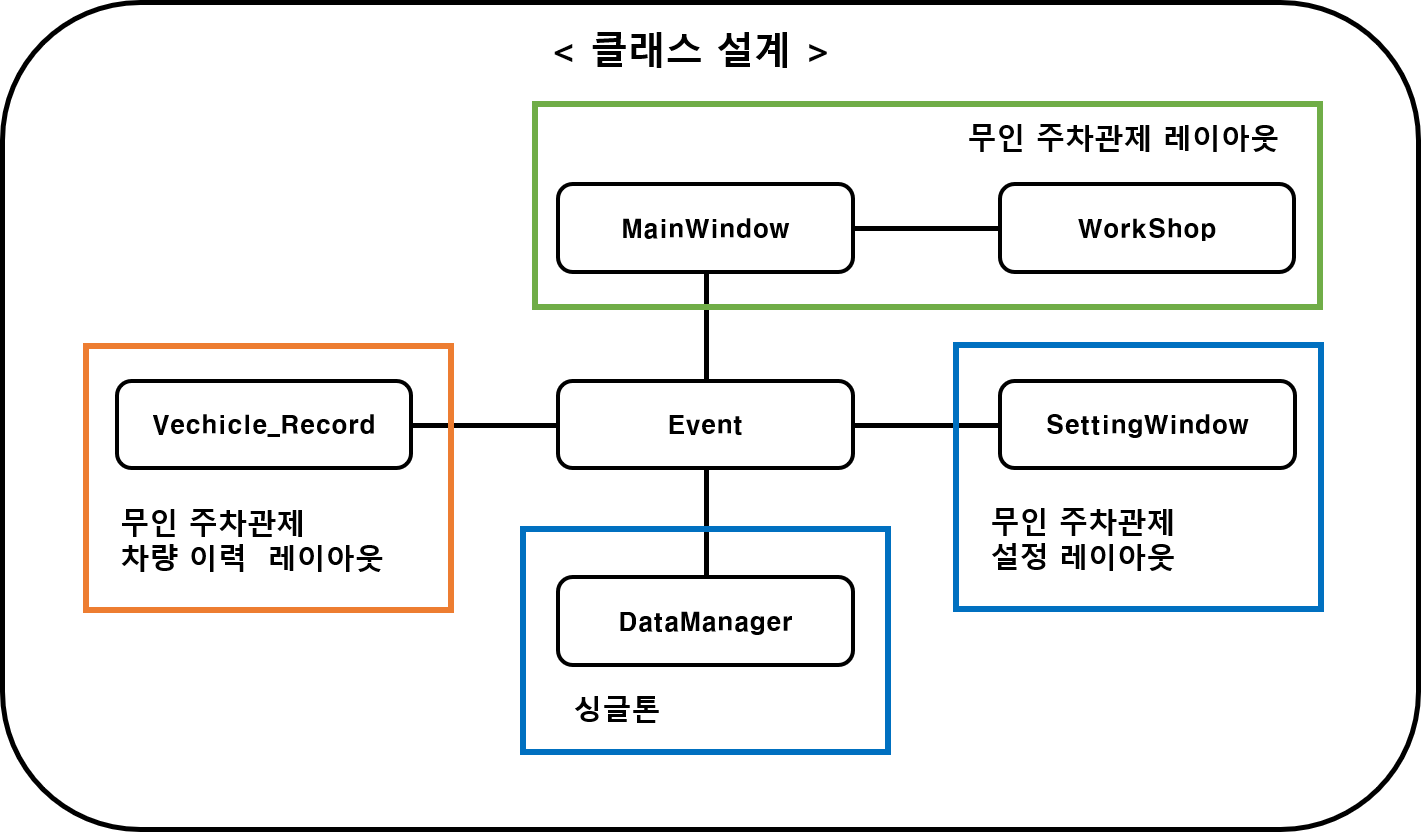 < 클래스 설계 >
무인 주차관제 레이아웃
MainWindow
WorkShop
Vechicle_Record
Event
SettingWindow
무인 주차관제
차량 이력 레이아웃
무인 주차관제
설정 레이아웃
DataManager
싱글톤